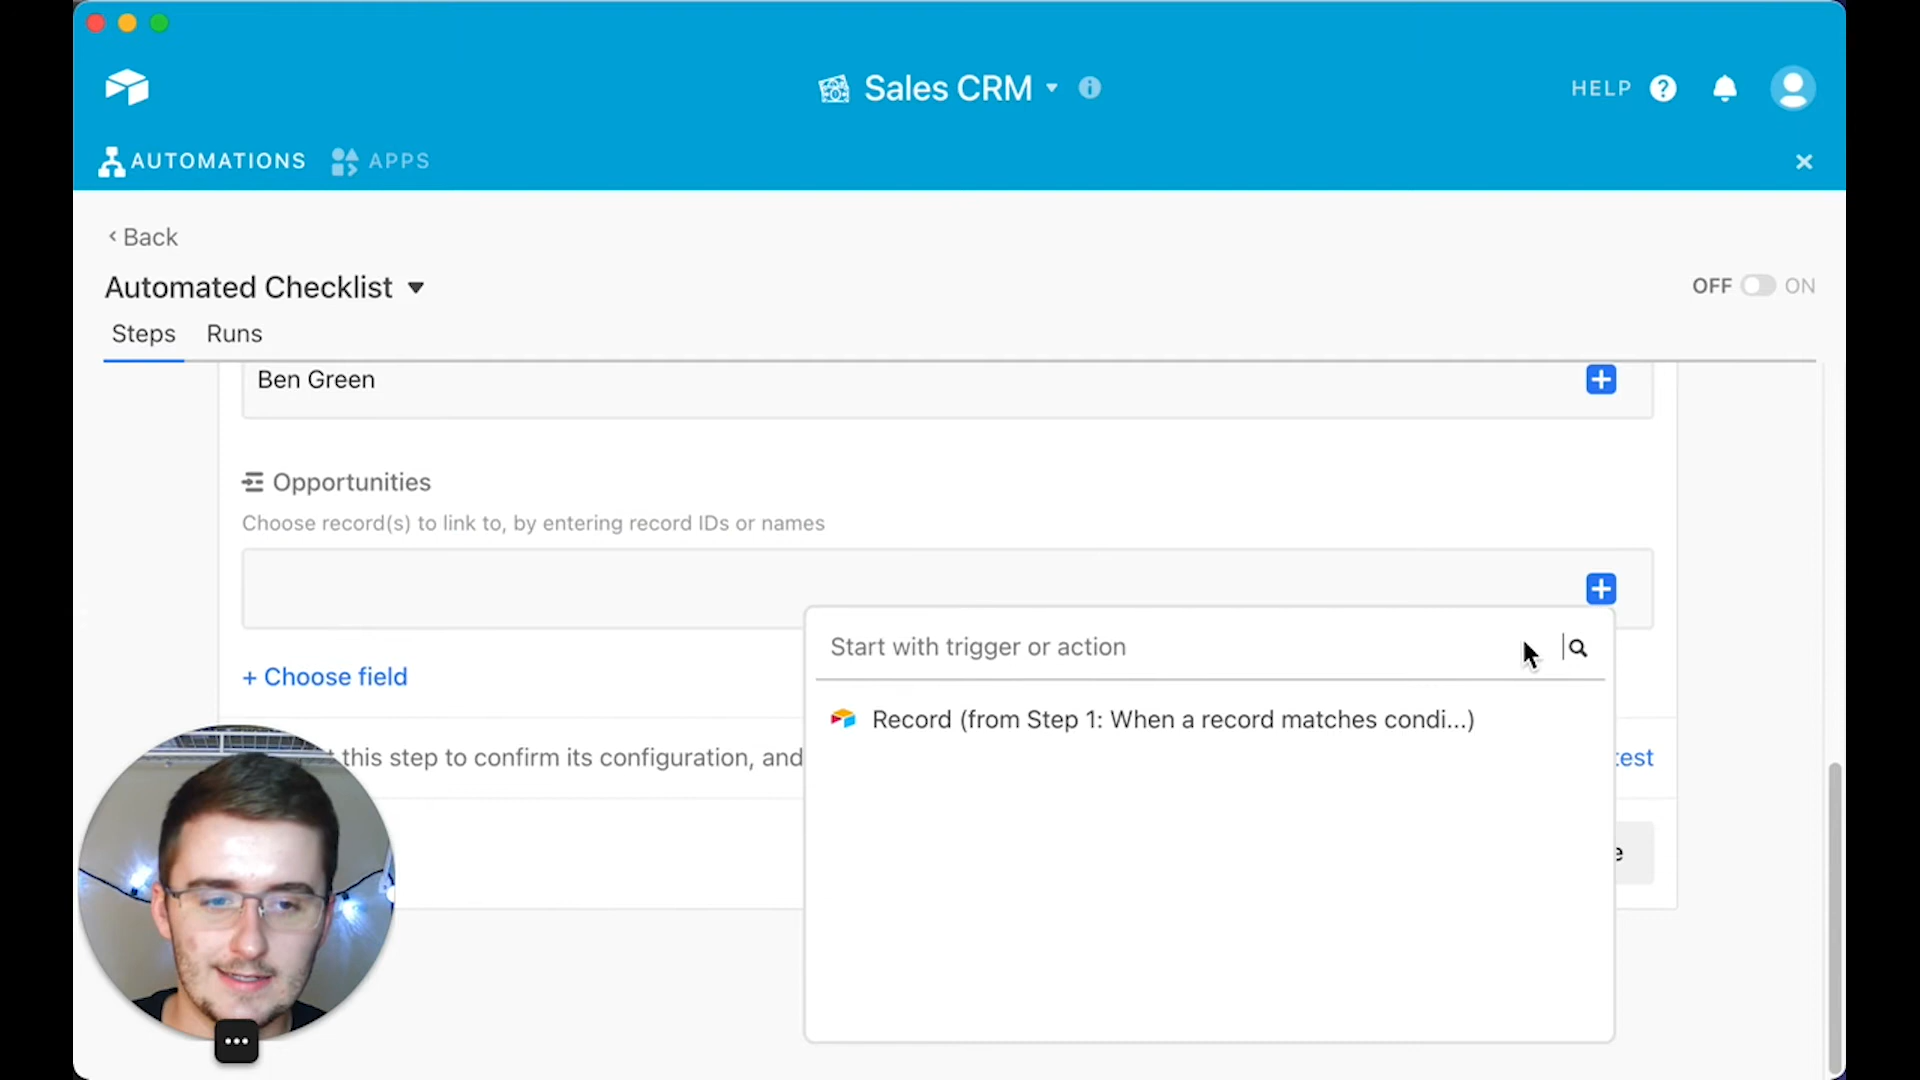 Sales CRM
HELP
AUTOMATIONS
APPS
Back
Automated Checklist
OFF
ON
Steps
Runs
Ben Green
Opportunities
Choose record(s) to link to, by entering record IDs or names
Start with trigger or action
+ Choose field
Record (from Step 1: When a record matches condi...)
this step to confirm its configuration, and
test